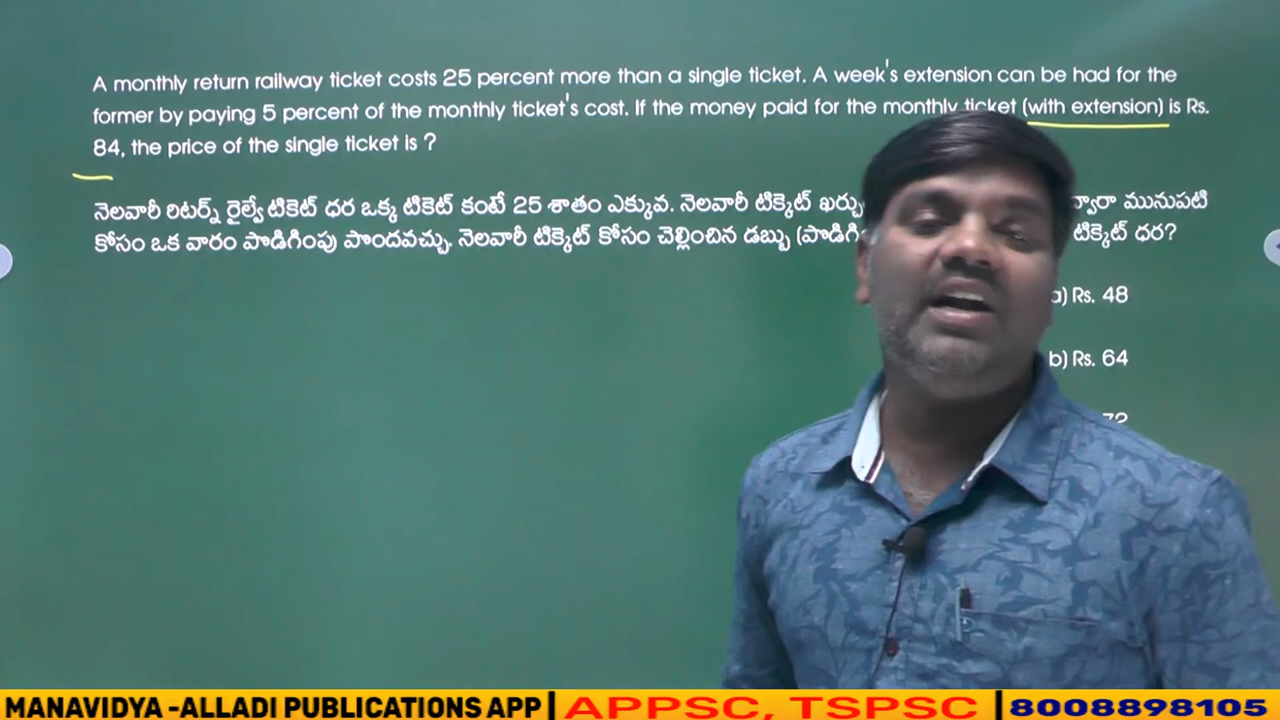 A monthly return railway ticket costs 25 percent more than a single ticket. A week's extension can be had for the
former by paying 5 percent of the monthly ticket's cost. If the money paid for the monthly ticket (with extension) is Rs.
84, the price of the single ticket is ?
నెలవారీ రిటర్న్ రైల్వే టికెట్ ధర ఒక్క టికెట్ కంటే 25 శాతం ఎక్కువ. నెలవారీ టిక్కెట్ ఖర్చు మునుపటి
కోసం ఒక వారం పొడిగింపు పొందవచ్చు. నెలవారీ టిక్కెట్ కోసం చెల్లించిన డబ్బు టిక్కెట్ ధర?
a) Rs. 48
b) Rs. 64
72
MANAVIDYA -ALLADI PUBLICATIONS APP | APPSC, TSPSC | 8008898105